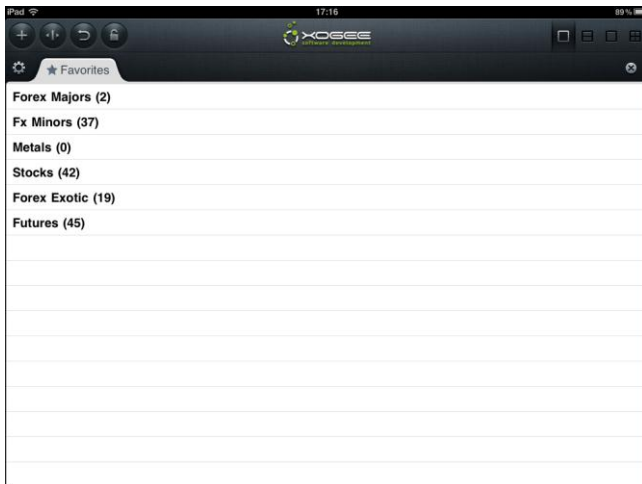 iPad 17:16 89%
XOGEE
software development
Favorites
Forex Majors (2)
Fx Minors (37)
Metals (0)
Stocks (42)
Forex Exotic (19)
Futures (45)